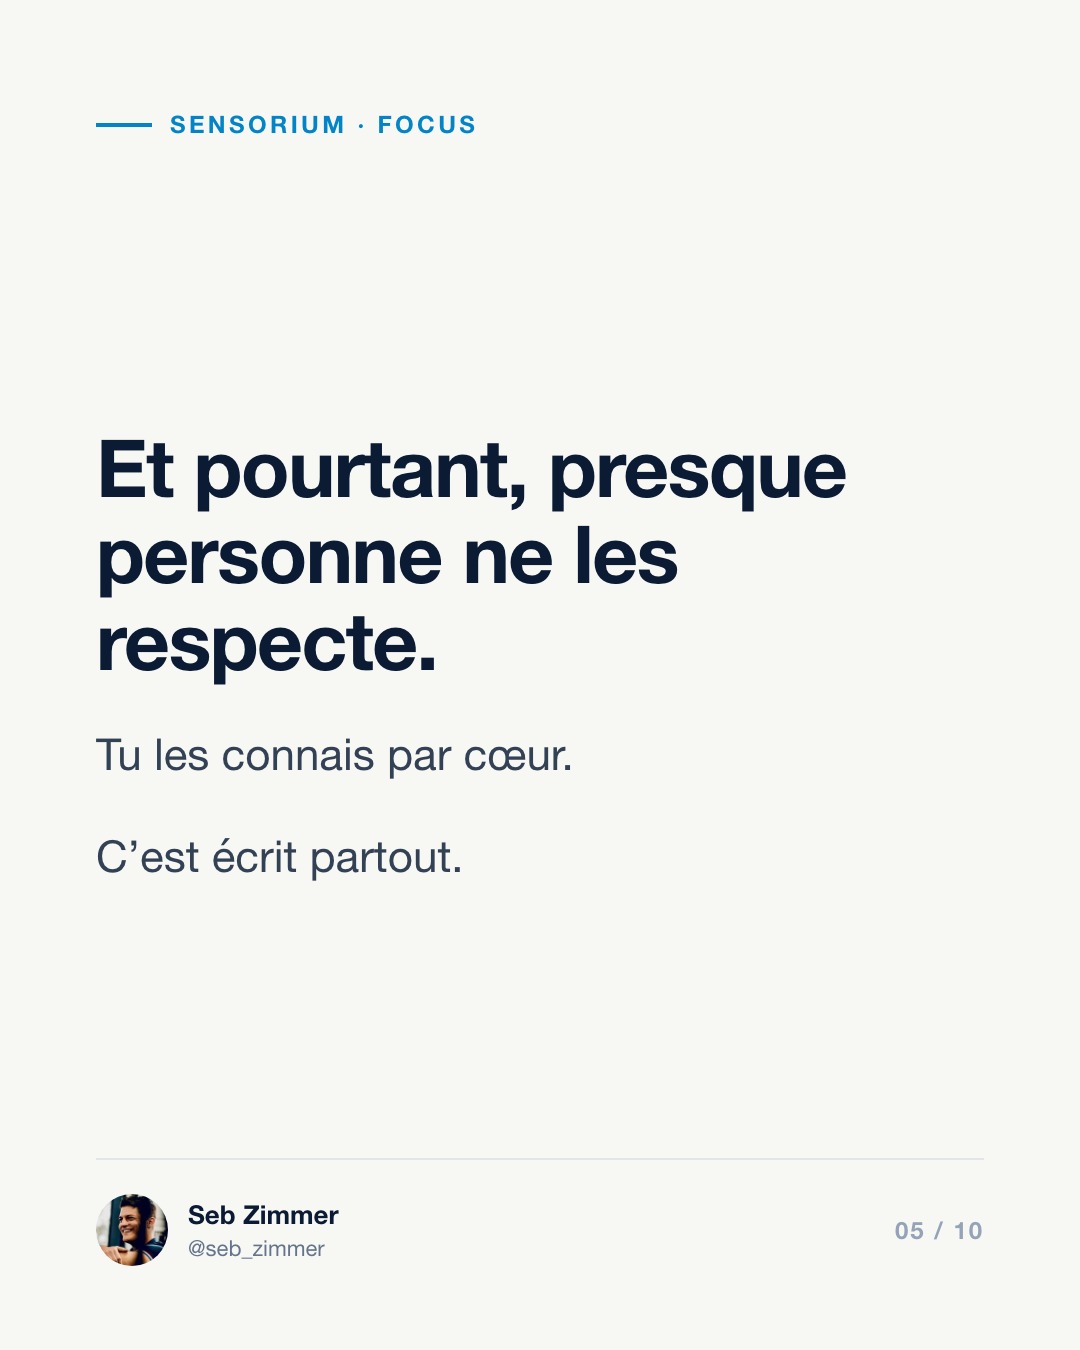 SENSORIUM · FOCUS
Et pourtant, presque
personne ne les
respecte.
Tu les connais par cœur.
C’est écrit partout.
Seb Zimmer
@seb_zimmer
05 / 10